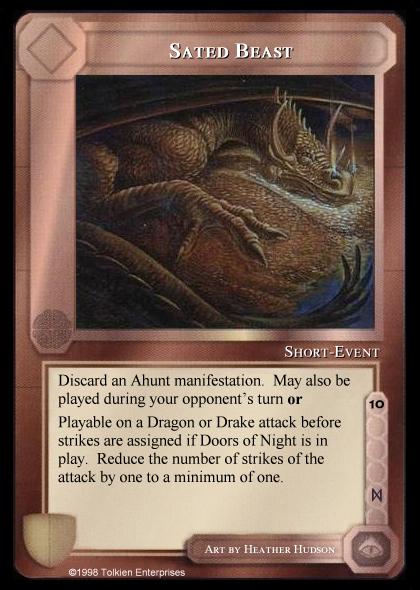 SATED BEAST
SHORT-EVENT
Discard an Ahunt manifestation. May also be
played during your opponent's turn or
Playable on a Dragon or Drake attack before
strikes are assigned if Doors of Night is in
play. Reduce the number of strikes of the
attack by one to a minimum of one.
10
ART BY HEATHER HUDSON
©1998 Tolkien Enterprises